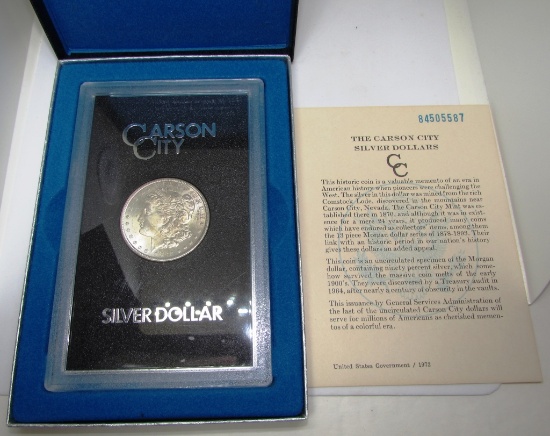 CARSON
CITY
SILVER DOLLAR
84505587
THE CARSON CITY
SILVER DOLLARS
CC
This historic coin is a valuable memento of an era in
American history when pioneers were challenging the
West. The silver in this dollar was mined from the rich
Comstock Lode, discovered in the mountains near
Carson City, Nevada. The Carson City Mint was es-
tablished there in 1870, and although it was in exis-
tence for a mere 24 years, it produced many coins
which have endured as collectors' items, among them
the 13 piece Morgan dollar series of 1878-1893. Their
link with an historic period in our nation's history
gives these dollars an added appeal.
This coin is an uncirculated specimen of the Morgan
dollar, containing ninety percent silver, which some-
how survived the massive coin melts of the early
1900's. They were discovered by a Treasury audit in
1964, after nearly a century of obscurity in the vaults.
This issuance by General Services Administration of
the last of the uncirculated Carson City dollars will
serve for millions of Americans as cherished memen-
tos of a colorful era.
United States Government / 1972